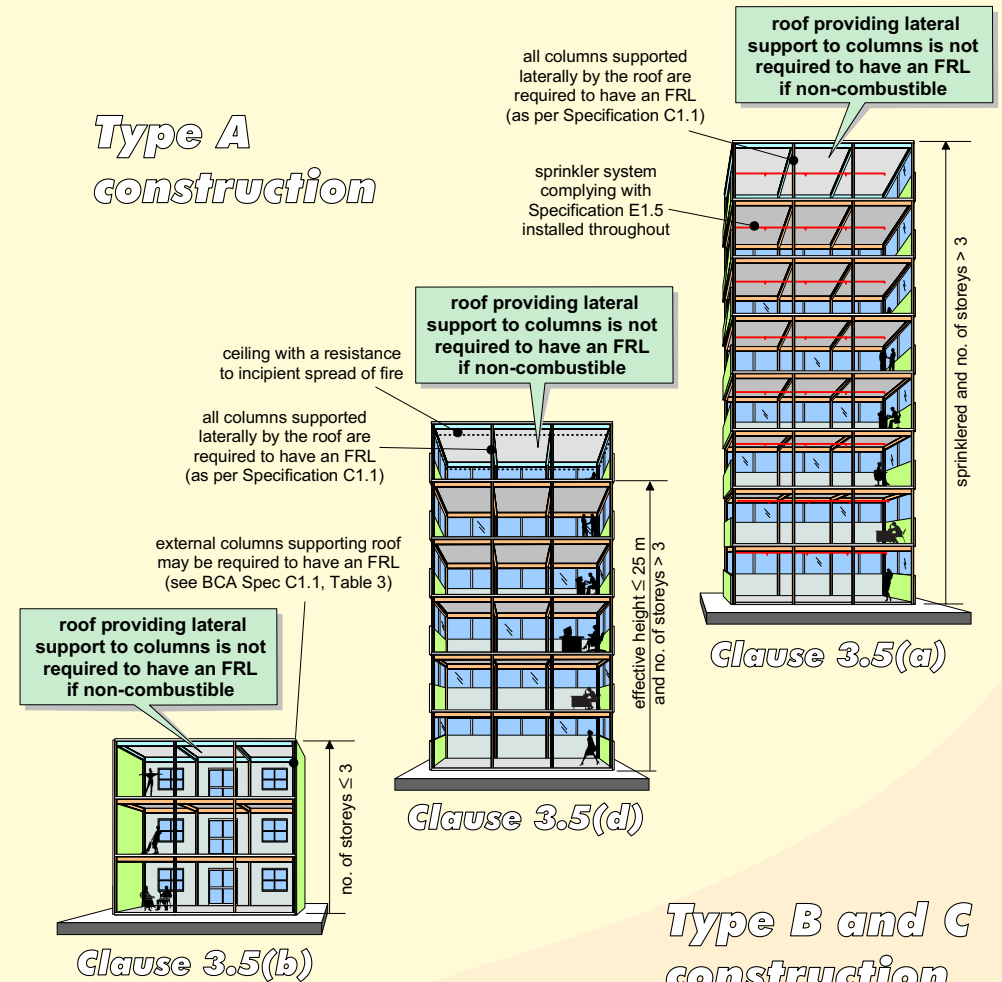 Type A
construction
all columns supported
laterally by the roof are
required to have an FRL
(as per Specification C1.1)
roof providing lateral
support to columns is not
required to have an FRL
if non-combustible
sprinkler system
complying with
Specification E1.5
installed throughout
sprinklered and no. of storeys > 3
Clause 3.5(a)
roof providing lateral
support to columns is not
required to have an FRL
if non-combustible
ceiling with a resistance
to incipient spread of fire
all columns supported
laterally by the roof are
required to have an FRL
(as per Specification C1.1)
effective height ≤ 25 m
and no. of storeys > 3
Clause 3.5(d)
external columns supporting roof
may be required to have an FRL
(see BCA Spec C1.1, Table 3)
roof providing lateral
support to columns is not
required to have an FRL
if non-combustible
no. of storeys ≤ 3
Clause 3.5(b)
Type B and C
construction